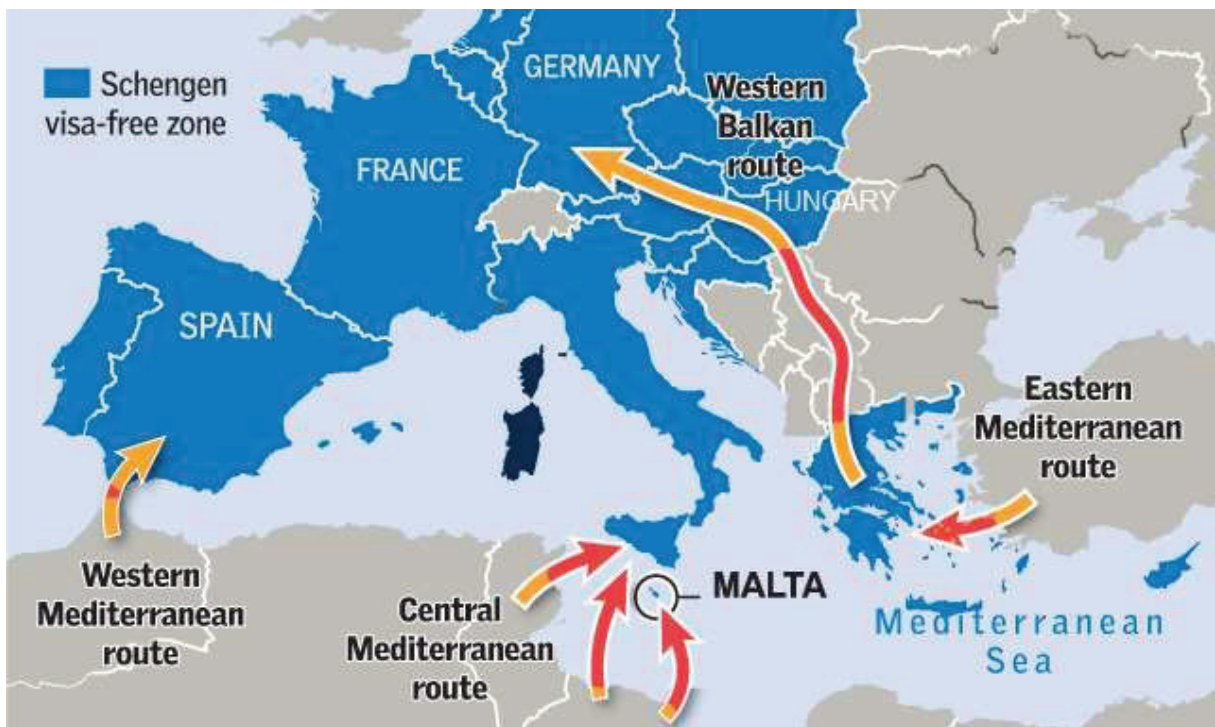 Schengen
visa-free zone
GERMANY
Western
Balkan
route
FRANCE
HUNGARY
SPAIN
Eastern
Mediterranean
route
Western
Mediterranean
route
Central
Mediterranean
route
MALTA
Mediterranean
Sea